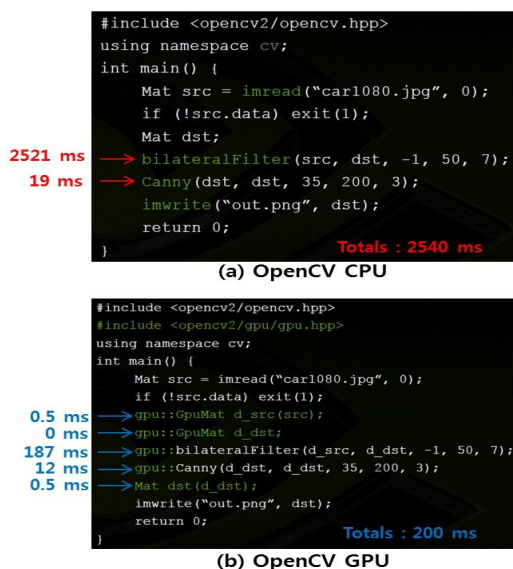 #include <opencv2/opencv.hpp>
using namespace cv;
int main() {
Mat src = imread(“car1080.jpg”, 0);
if (!src.data) exit(1);
Mat dst;
2521 ms bilateralFilter(src, dst, -1, 50, 7);
19 ms Canny(dst, dst, 35, 200, 3);
imwrite(“out.png”, dst);
return 0;
Totals : 2540 ms
}
(a) OpenCV CPU
#include <opencv2/opencv.hpp>
#include <opencv2/gpu/gpu.hpp>
using namespace cv;
int main() {
Mat src = imread(“car1080.jpg”, 0);
if (!src.data) exit(1);
0.5 ms gpu::GpuMat d_src(src);
0 ms gpu::GpuMat d_dst;
187 ms gpu::bilateralFilter(d_src, d_dst, -1, 50, 7);
12 ms gpu::Canny(d_dst, d_dst, 35, 200, 3);
0.5 ms Mat dst(d_dst);
imwrite(“out.png”, dst);
return 0;
Totals : 200 ms
}
(b) OpenCV GPU